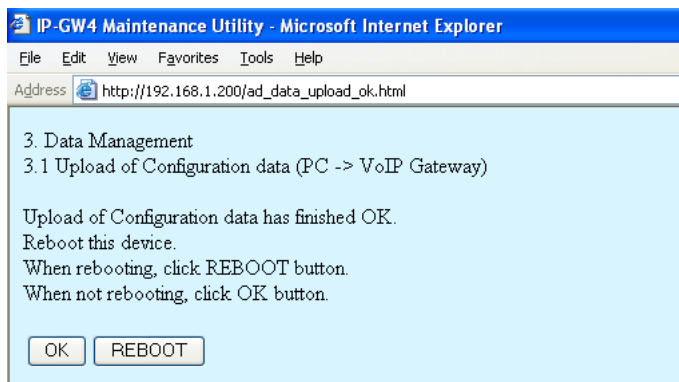 IP-GW4 Maintenance Utility - Microsoft Internet Explorer
File Edit View Favorites Tools Help
Address http://192.168.1.200/ad_data_upload_ok.html
3. Data Management
3.1 Upload of Configuration data (PC -> VoIP Gateway)
Upload of Configuration data has finished OK.
Reboot this device.
When rebooting, click REBOOT button.
When not rebooting, click OK button.
OK REBOOT